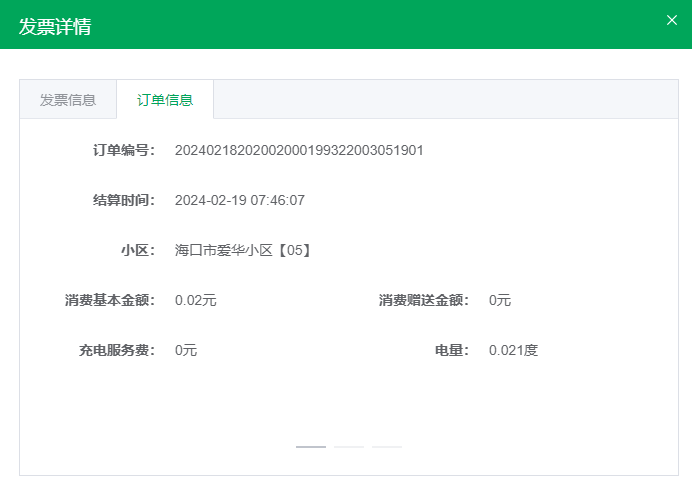 发票详情
发票信息 订单信息
订单编号： 20240218202002000199322003051901
结算时间： 2024-02-19 07:46:07
小区： 海口市爱华小区【05】
消费基本金额： 0.02元 消费赠送金额： 0元
充电服务费： 0元 电量： 0.021度